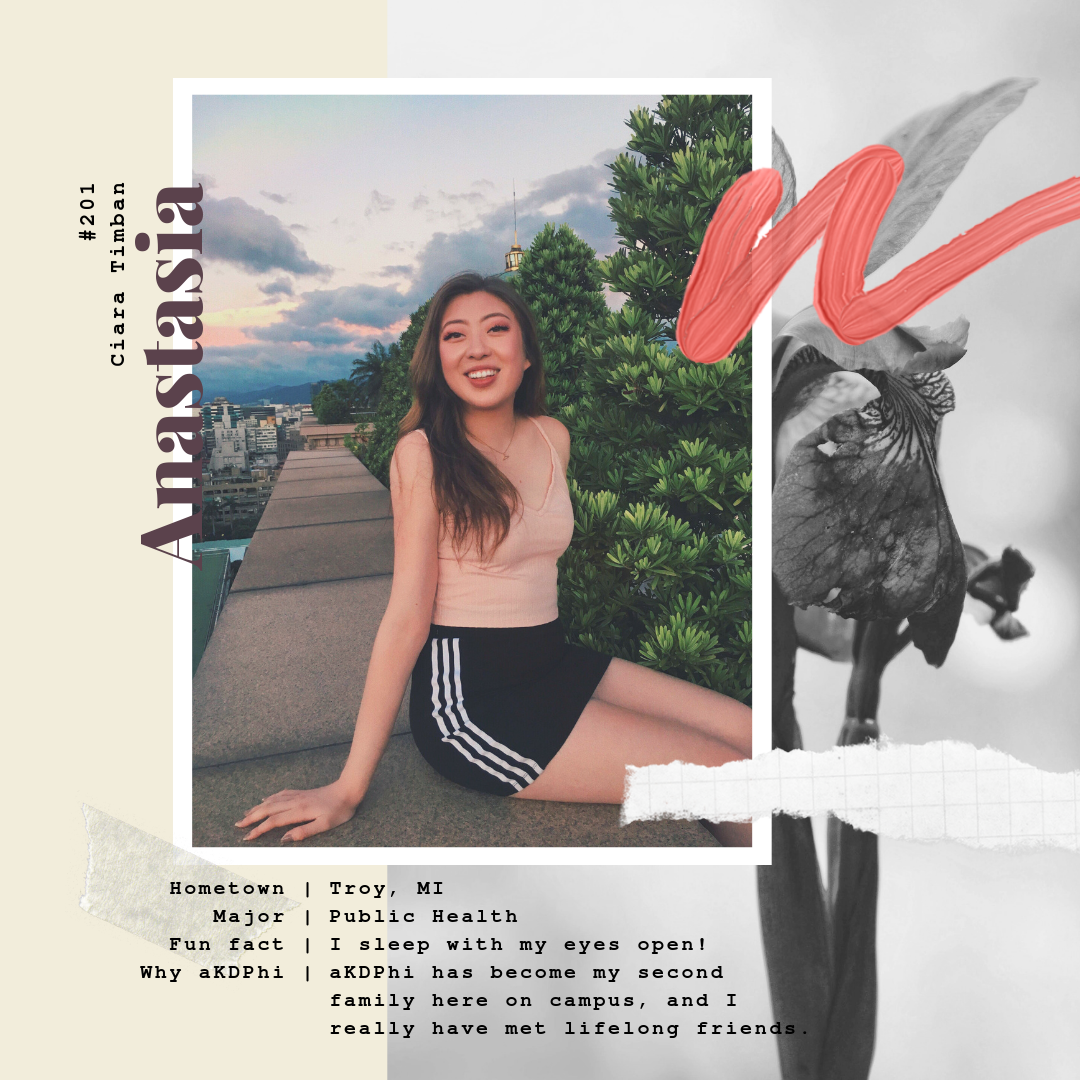 #201
Ciara Timban
Anastasia
Hometown | Troy, MI
Major | Public Health
Fun fact | I sleep with my eyes open!
Why aKDPhi | aKDPhi has become my second
family here on campus, and I
really have met lifelong friends.